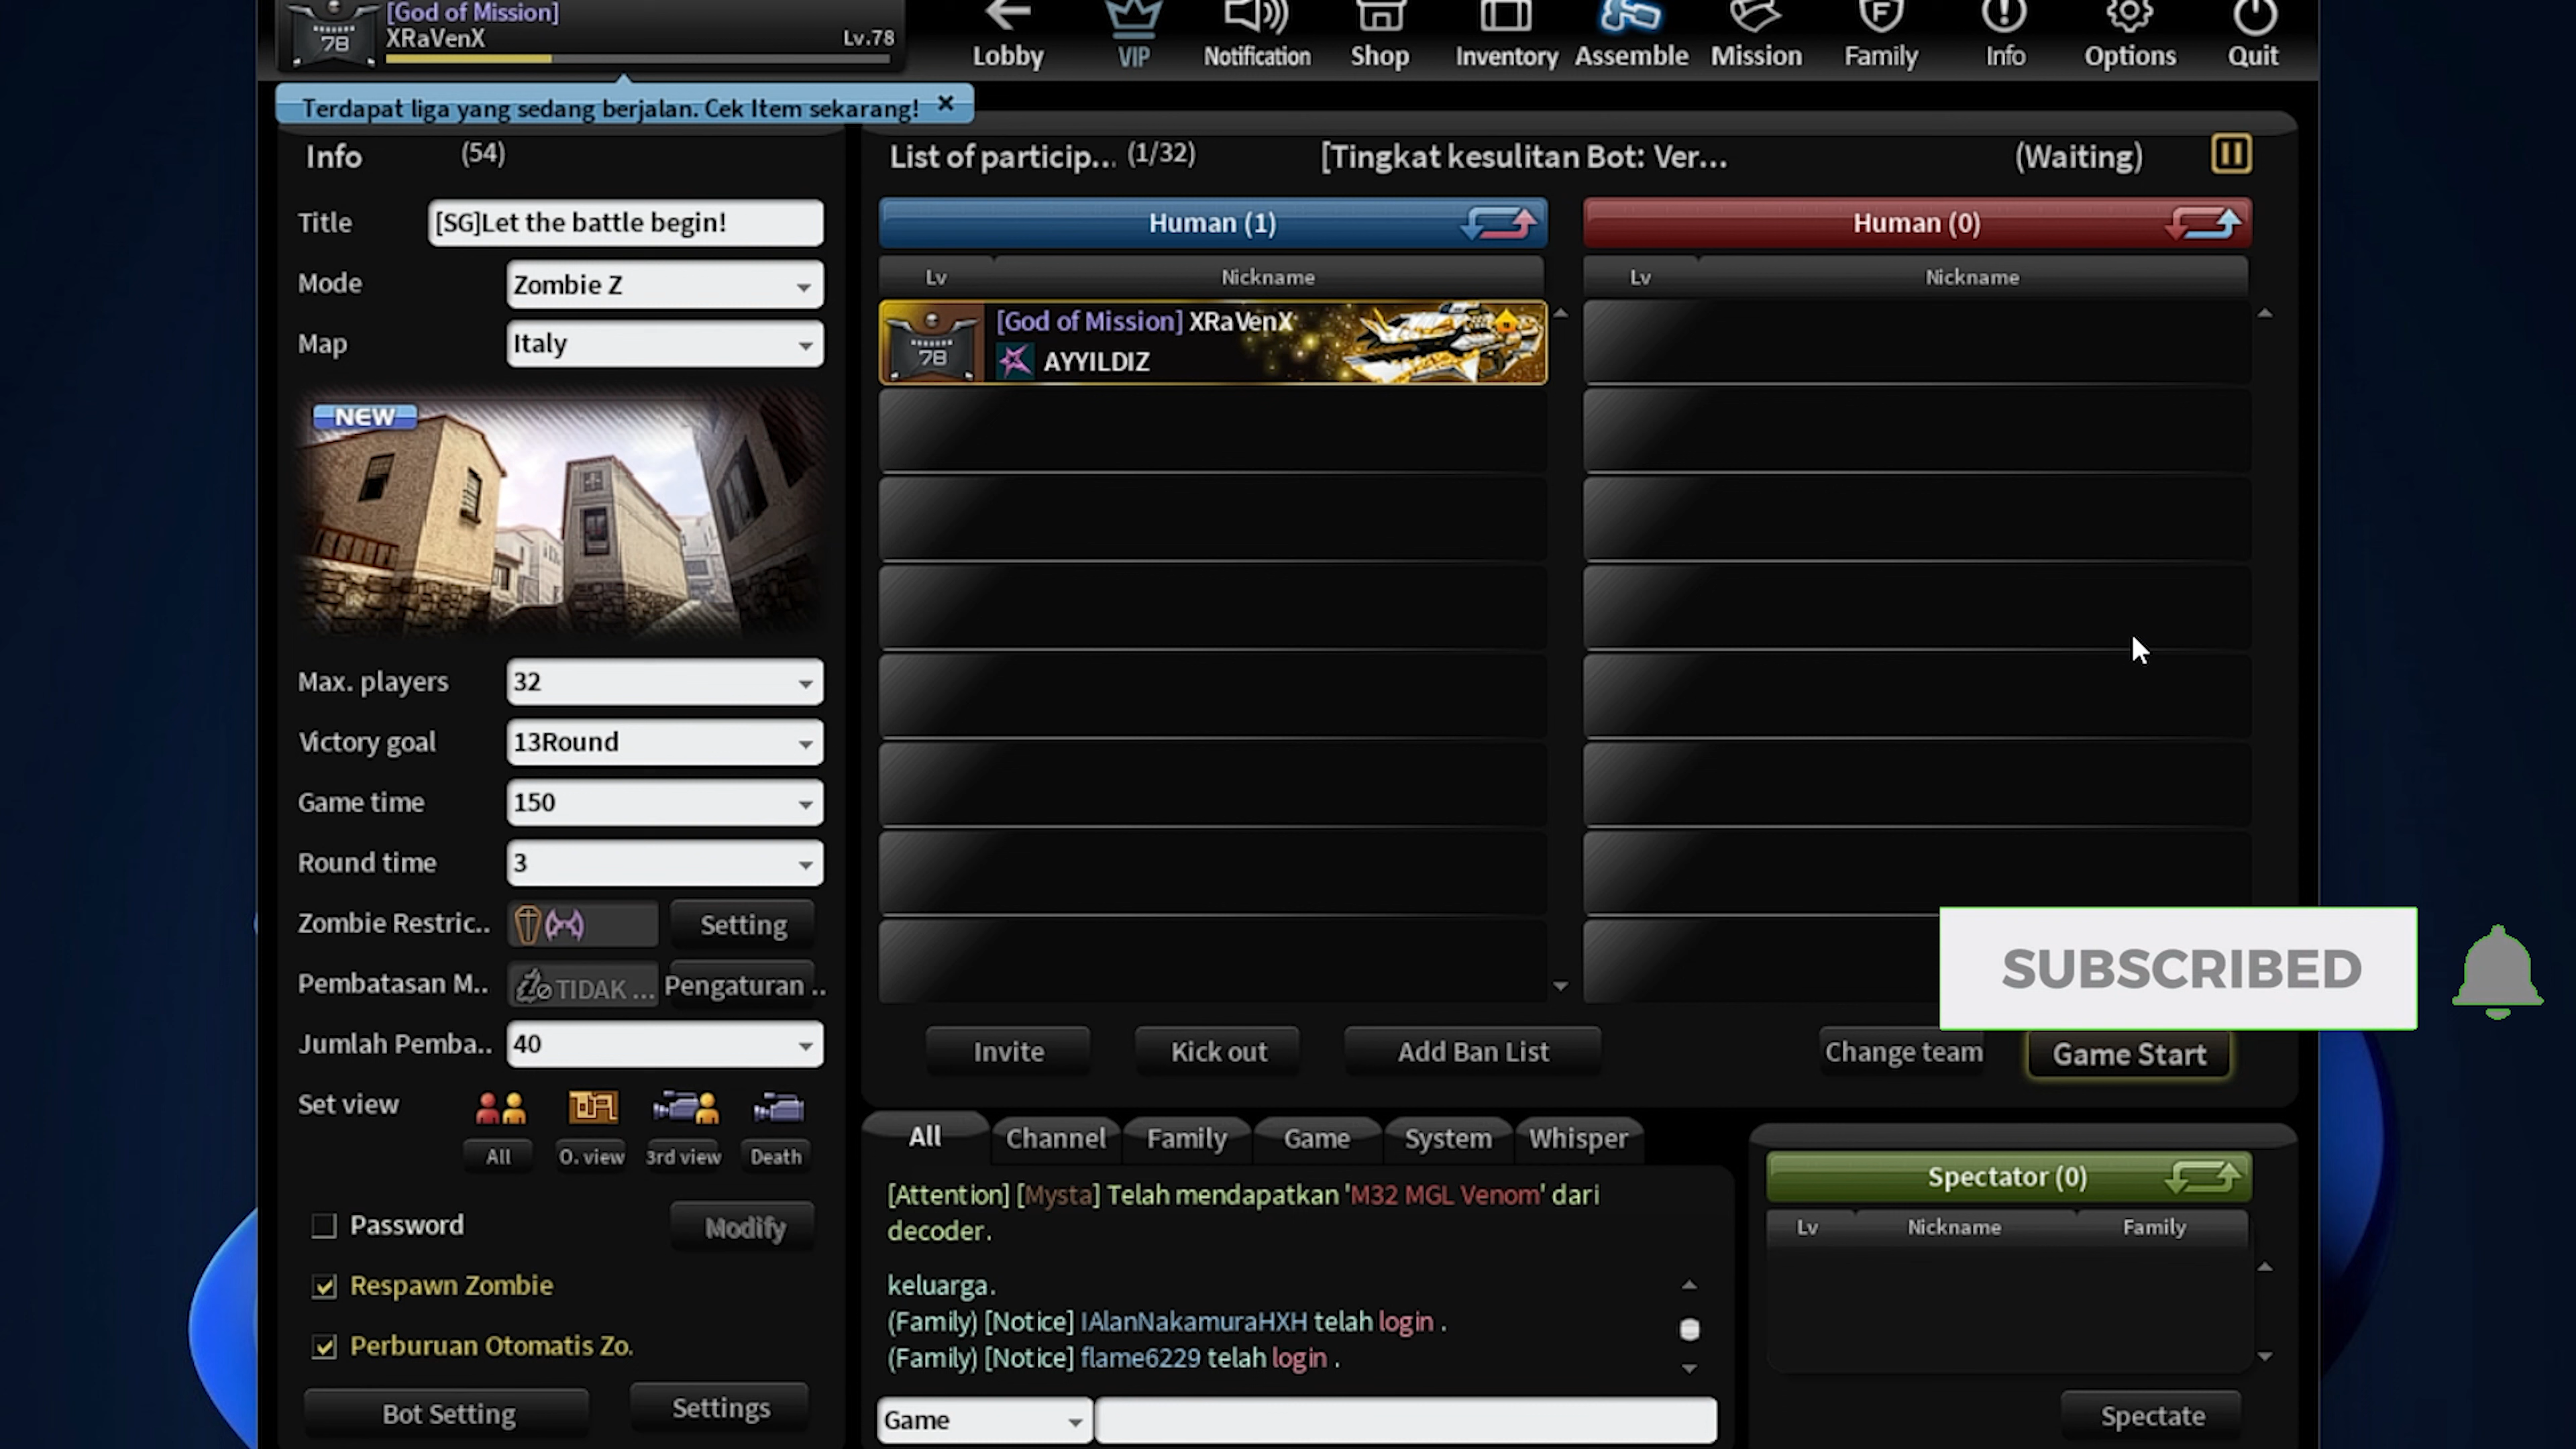 [God of Mission]
78
XRaVenX
Lv.78
Lobby
VIP
Notification
Shop
Inventory
Assemble
Mission
Family
Info
Options
Quit
Terdapat liga yang sedang berjalan. Cek Item sekarang!
Info (54)
Title [SG]Let the battle begin!
Mode Zombie Z
Map Italy
NEW
Max. players 32
Victory goal 13Round
Game time 150
Round time 3
Zombie Restric.. Setting
Pembatasan M.. TIDAK ... Pengaturan ..
Jumlah Pemba.. 40
Set view
All O. view 3rd view Death
Password Modify
Respawn Zombie
Perburuan Otomatis Zo.
Bot Setting Settings
List of particip... (1/32) [Tingkat kesulitan Bot: Ver... (Waiting)
Human (1)
Lv Nickname
78 [God of Mission] XRaVenX
AYYILDIZ
Human (0)
Lv Nickname
SUBSCRIBED
Invite Kick out Add Ban List Change team Game Start
All Channel Family Game System Whisper
[Attention] [Mysta] Telah mendapatkan 'M32 MGL Venom' dari
decoder.
keluarga.
(Family) [Notice] IAlanNakamuraHXH telah login .
(Family) [Notice] flame6229 telah login .
Game
Spectator (0)
Lv Nickname Family
Spectate